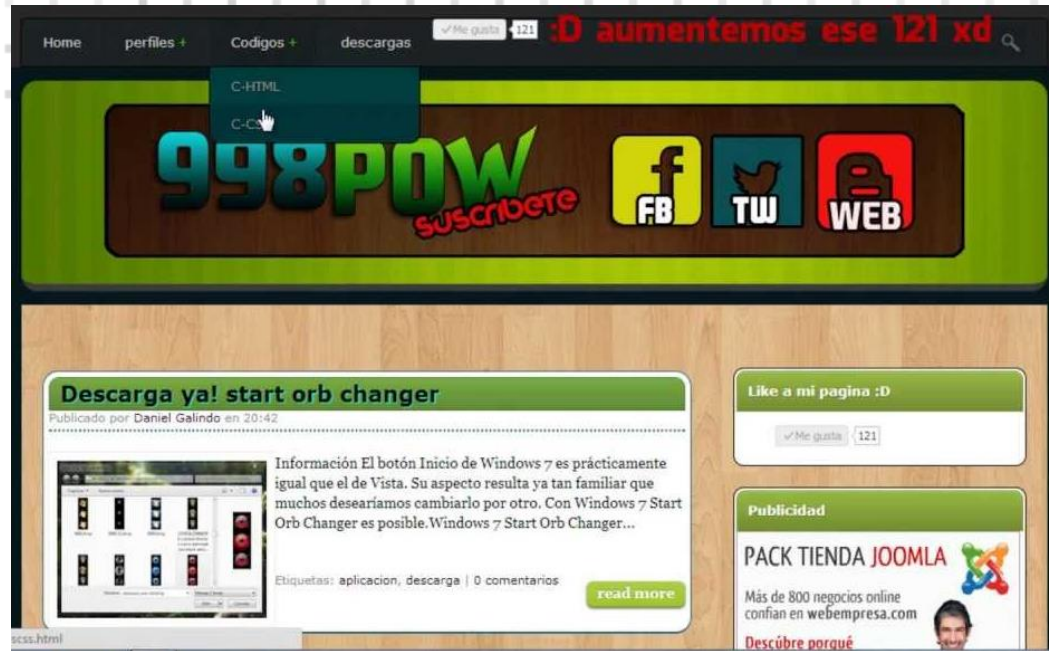 Home perfiles + Codigos + descargas Me gusta 121 :D aumentemos ese 121 xd
C-HTML
998POW
suscribete
FB TW WEB
Descarga ya! start orb changer
Publicado por Daniel Galindo en 20:42
Información El botón Inicio de Windows 7 es prácticamente
igual que el de Vista. Su aspecto resulta ya tan familiar que
muchos desearíamos cambiarlo por otro. Con Windows 7 Start
Orb Changer es posible.Windows 7 Start Orb Changer...
Etiquetas: aplicacion, descarga | 0 comentarios
read more
Like a mi pagina :D
Me gusta 121
Publicidad
PACK TIENDA JOOMLA
Más de 800 negocios online
confian en webempresa.com
Descúbre porqué
scss.html